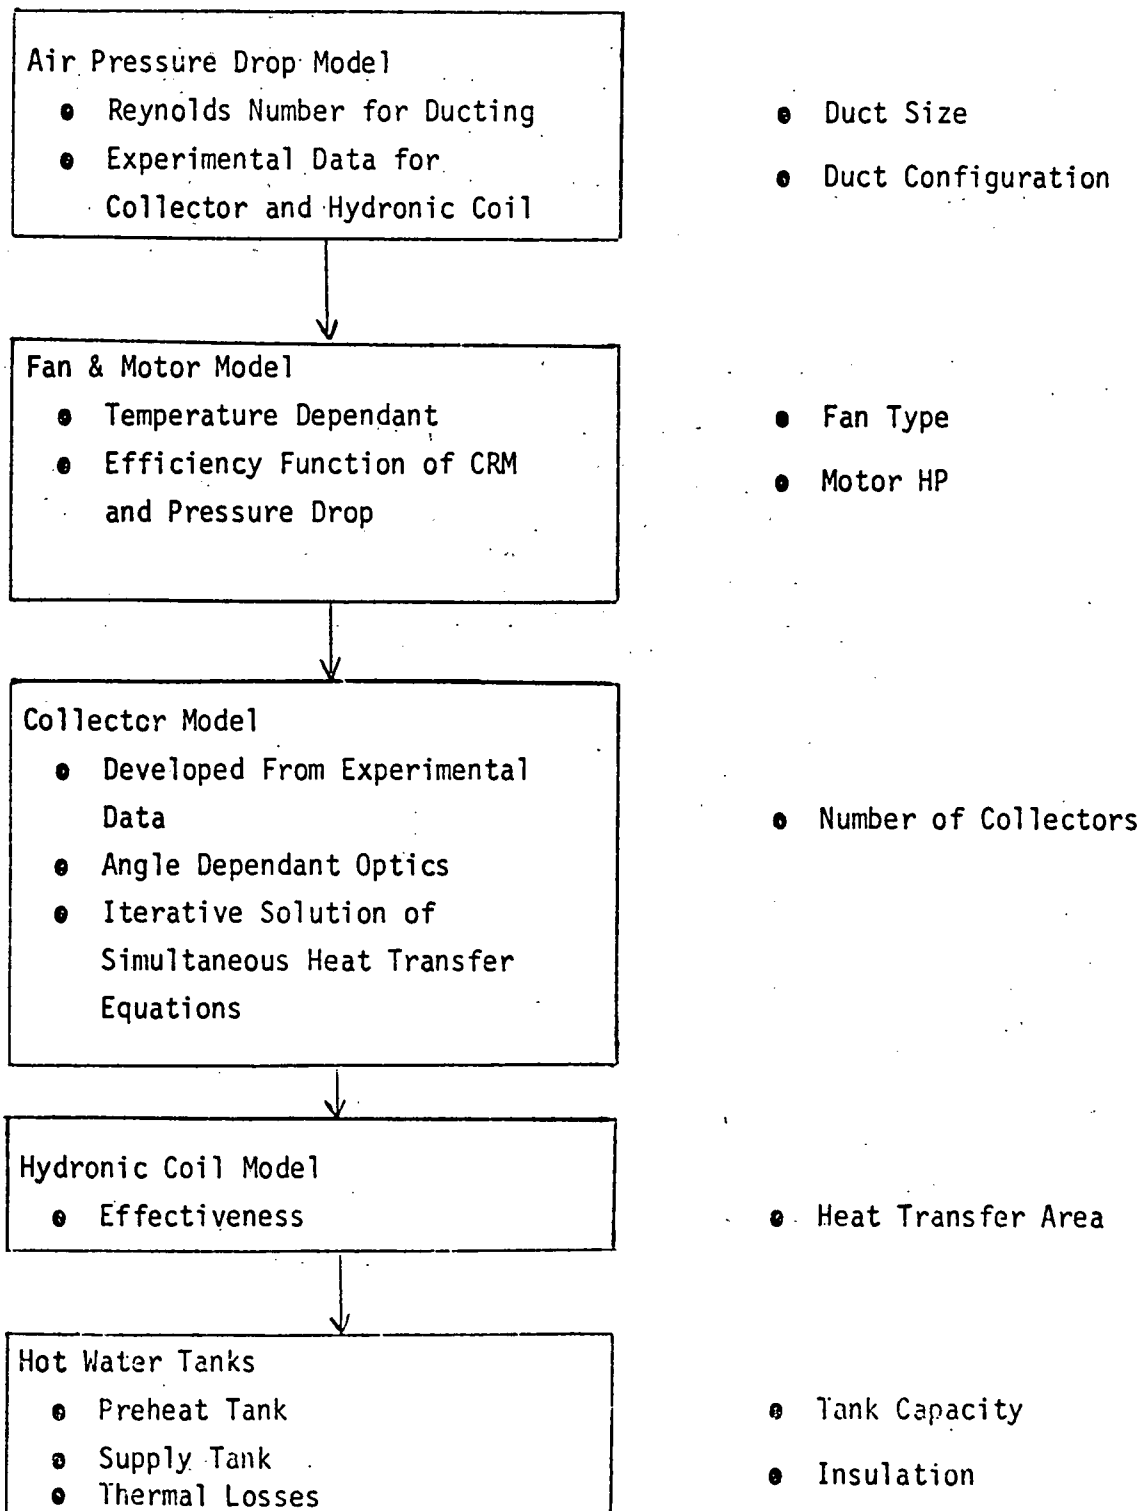 Air Pressure Drop Model
• Reynolds Number for Ducting
• Experimental Data for
Collector and Hydronic Coil
• Duct Size
• Duct Configuration
Fan & Motor Model
• Temperature Dependant
• Efficiency Function of CRM
and Pressure Drop
• Fan Type
• Motor HP
Collector Model
• Developed From Experimental
Data
• Angle Dependant Optics
• Iterative Solution of
Simultaneous Heat Transfer
Equations
• Number of Collectors
Hydronic Coil Model
• Effectiveness
• Heat Transfer Area
Hot Water Tanks
• Preheat Tank
• Supply Tank
• Thermal Losses
• Tank Capacity
• Insulation